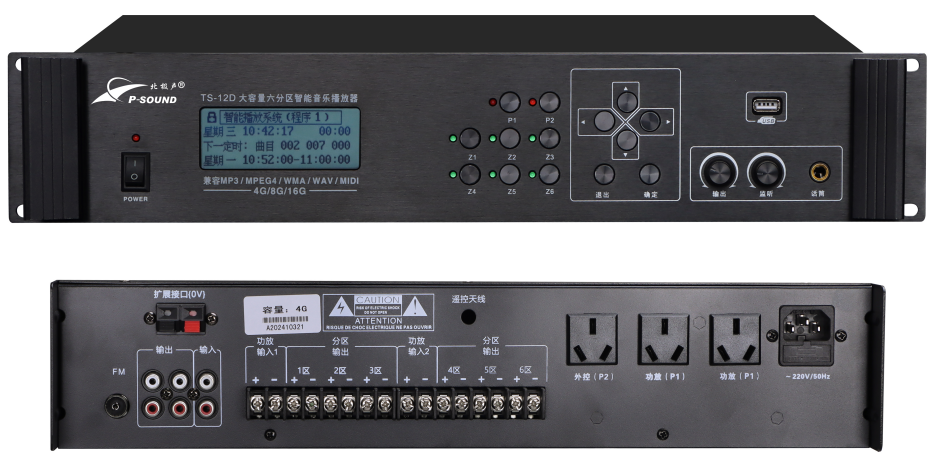 北极声®
P-SOUND
TS-12D 大容量六分区智能音乐播放器
智能播放系统(程序1)
星期三 10:42:17 00:00
下一定时: 曲目 002 007 000
星期一 10:52:00-11:00:00
兼容MP3/MPEG4/WMA/WAV/MIDI
4G/8G/16G
POWER
P1 P2
Z1 Z2 Z3
Z4 Z5 Z6
退出 确定
USB
输出 监听 话筒
扩展接口(0V)
容量: 4G
A202410321
CAUTION
RISK OF ELECTRIC SHOCK
DO NOT OPEN
ATTENTION
RISQUE DE CHOC ELECTRIQUE NE PAS OUVRIR
遥控天线
输出 输入
FM
功放
输入1
分区
输出
功放
输入2
分区
输出
1区 2区 3区 4区 5区 6区
+ - + - + - + - + - + - + - + -
外控(P2) 功放(P1) 功放(P1) ~220V/50Hz